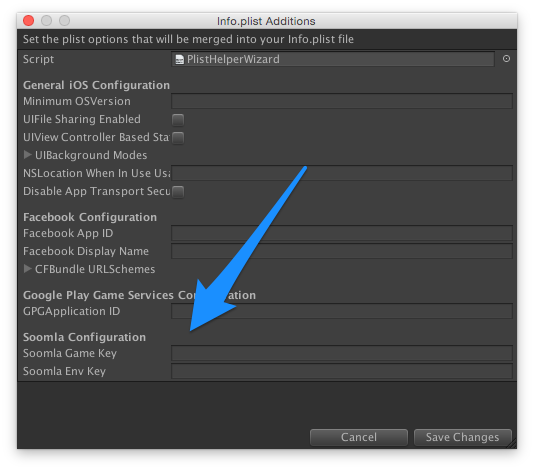 Info.plist Additions
Set the plist options that will be merged into your Info.plist file
Script PlistHelperWizard
General iOS Configuration
Minimum OSVersion
UIFile Sharing Enabled
UIView Controller Based Sta
UIBackground Modes
NSLocation When In Use Usa
Disable App Transport Secu
Facebook Configuration
Facebook App ID
Facebook Display Name
CFBundle URLSchemes
Google Play Game Services Configuration
GPGApplication ID
Soomla Configuration
Soomla Game Key
Soomla Env Key
Cancel Save Changes